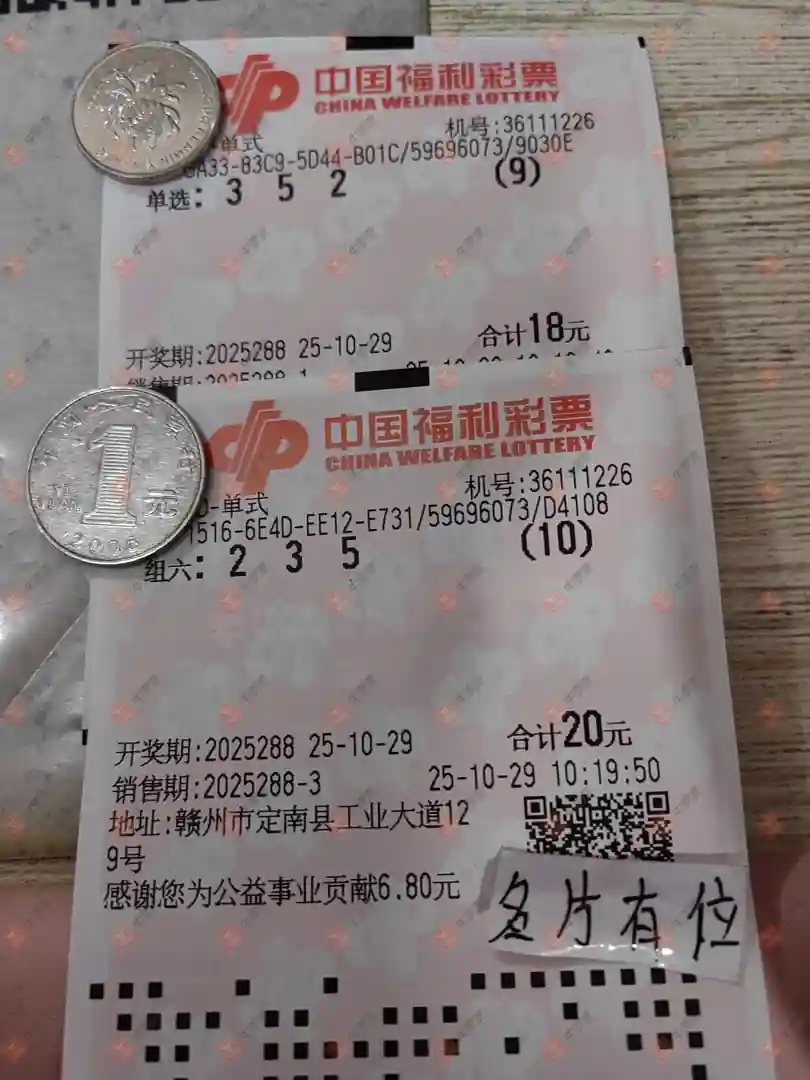 中国福利彩票
CHINA WELFARE LOTTERY
机号:36111226
单式
A33-83C9-5D44-B01C/59696073/9030E
单选: 3 5 2 (9)
开奖期:2025288 25-10-29 合计18元
中国福利彩票
CHINA WELFARE LOTTERY
机号:36111226
D-单式
1516-6E4D-EE12-E731/59696073/D4108
组六: 2 3 5 (10)
开奖期:2025288 25-10-29 合计20元
销售期:2025288-3 25-10-29 10:19:50
地址:赣州市定南县工业大道12
9号
感谢您为公益事业贡献6.80元
名片有位
1元
2006